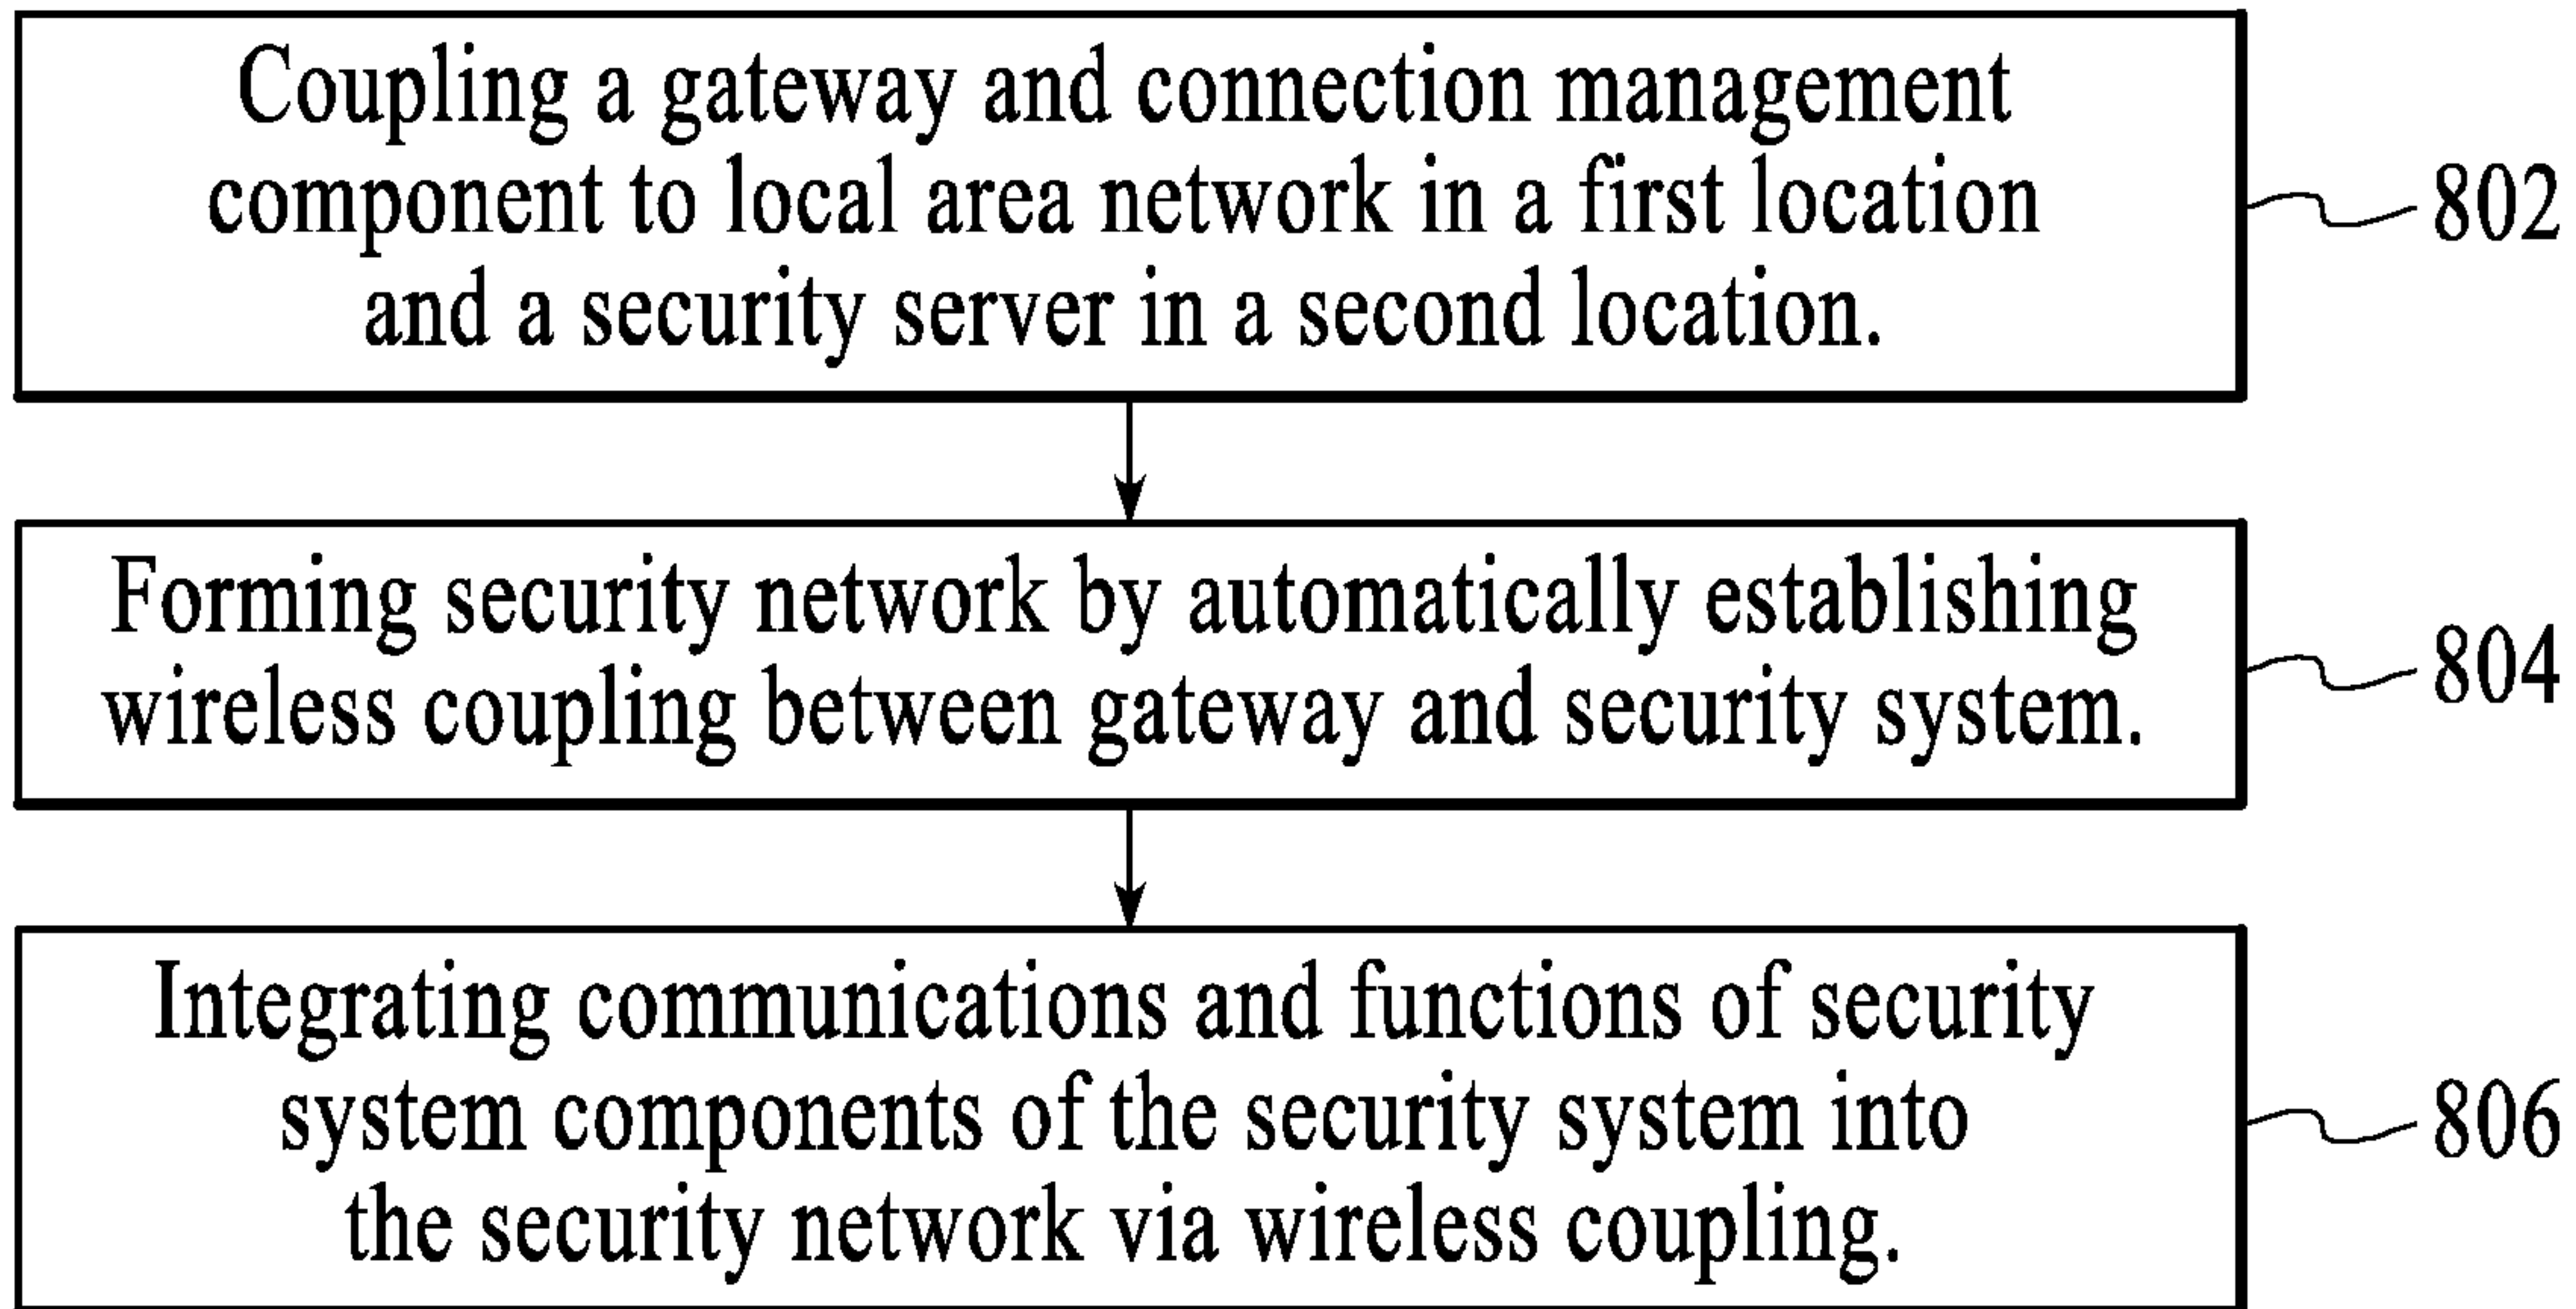 Coupling a gateway and connection management
component to local area network in a first location
and a security server in a second location.
802
Forming security network by automatically establishing
wireless coupling between gateway and security system.
804
Integrating communications and functions of security
system components of the security system into
the security network via wireless coupling.
806